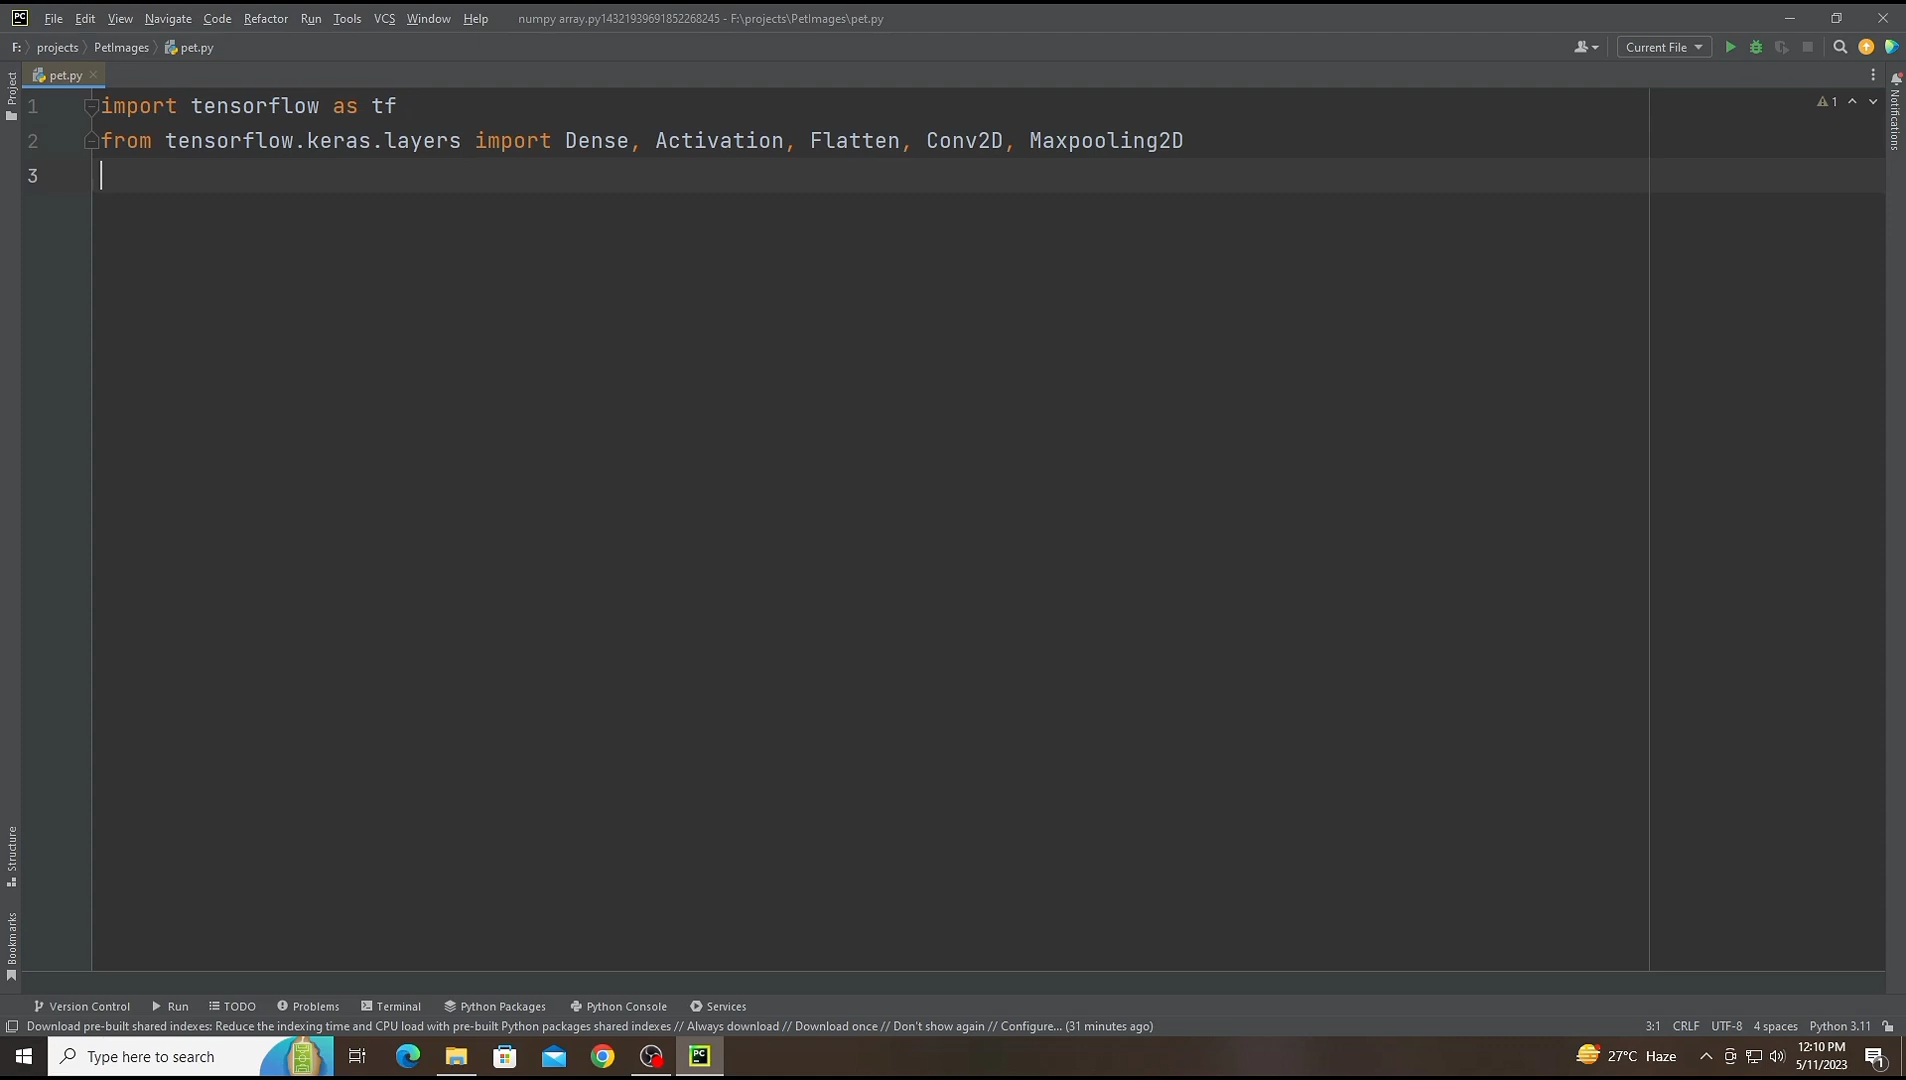 PC File Edit View Navigate Code Refactor Run Tools VCS Window Help numpy array.py14321939691852268245 - F:\projects\PetImages\pet.py
F: projects PetImages pet.py Current File
Project pet.py
1 import tensorflow as tf 1
2 from tensorflow.keras.layers import Dense, Activation, Flatten, Conv2D, Maxpooling2D
3
Notifications
Structure
Bookmarks
Version Control Run TODO Problems Terminal Python Packages Python Console Services
Download pre-built shared indexes: Reduce the indexing time and CPU load with pre-built Python packages shared indexes // Always download // Download once // Don't show again // Configure... (31 minutes ago) 3:1 CRLF UTF-8 4 spaces Python 3.11
Type here to search PC 27°C Haze 12:10 PM 1
5/11/2023